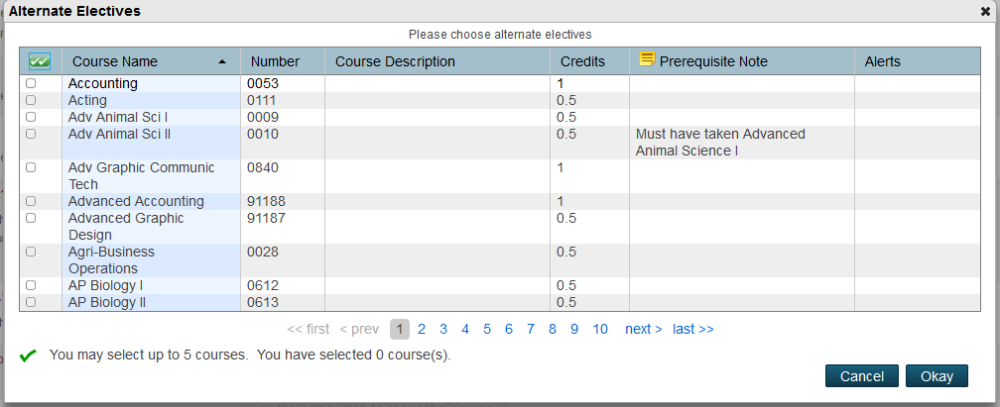 Alternate Electives
Please choose alternate electives
Course Name Number Course Description Credits Prerequisite Note Alerts
Accounting 0053 1
Acting 0111 0.5
Adv Animal Sci I 0009 0.5
Adv Animal Sci II 0010 0.5 Must have taken Advanced
Animal Science I
Adv Graphic Communic 0840 1
Tech
Advanced Accounting 91188 1
Advanced Graphic 91187 0.5
Design
Agri-Business 0028 0.5
Operations
AP Biology I 0612 0.5
AP Biology II 0613 0.5
<< first < prev 1 2 3 4 5 6 7 8 9 10 next > last >>
You may select up to 5 courses. You have selected 0 course(s).
Cancel Okay